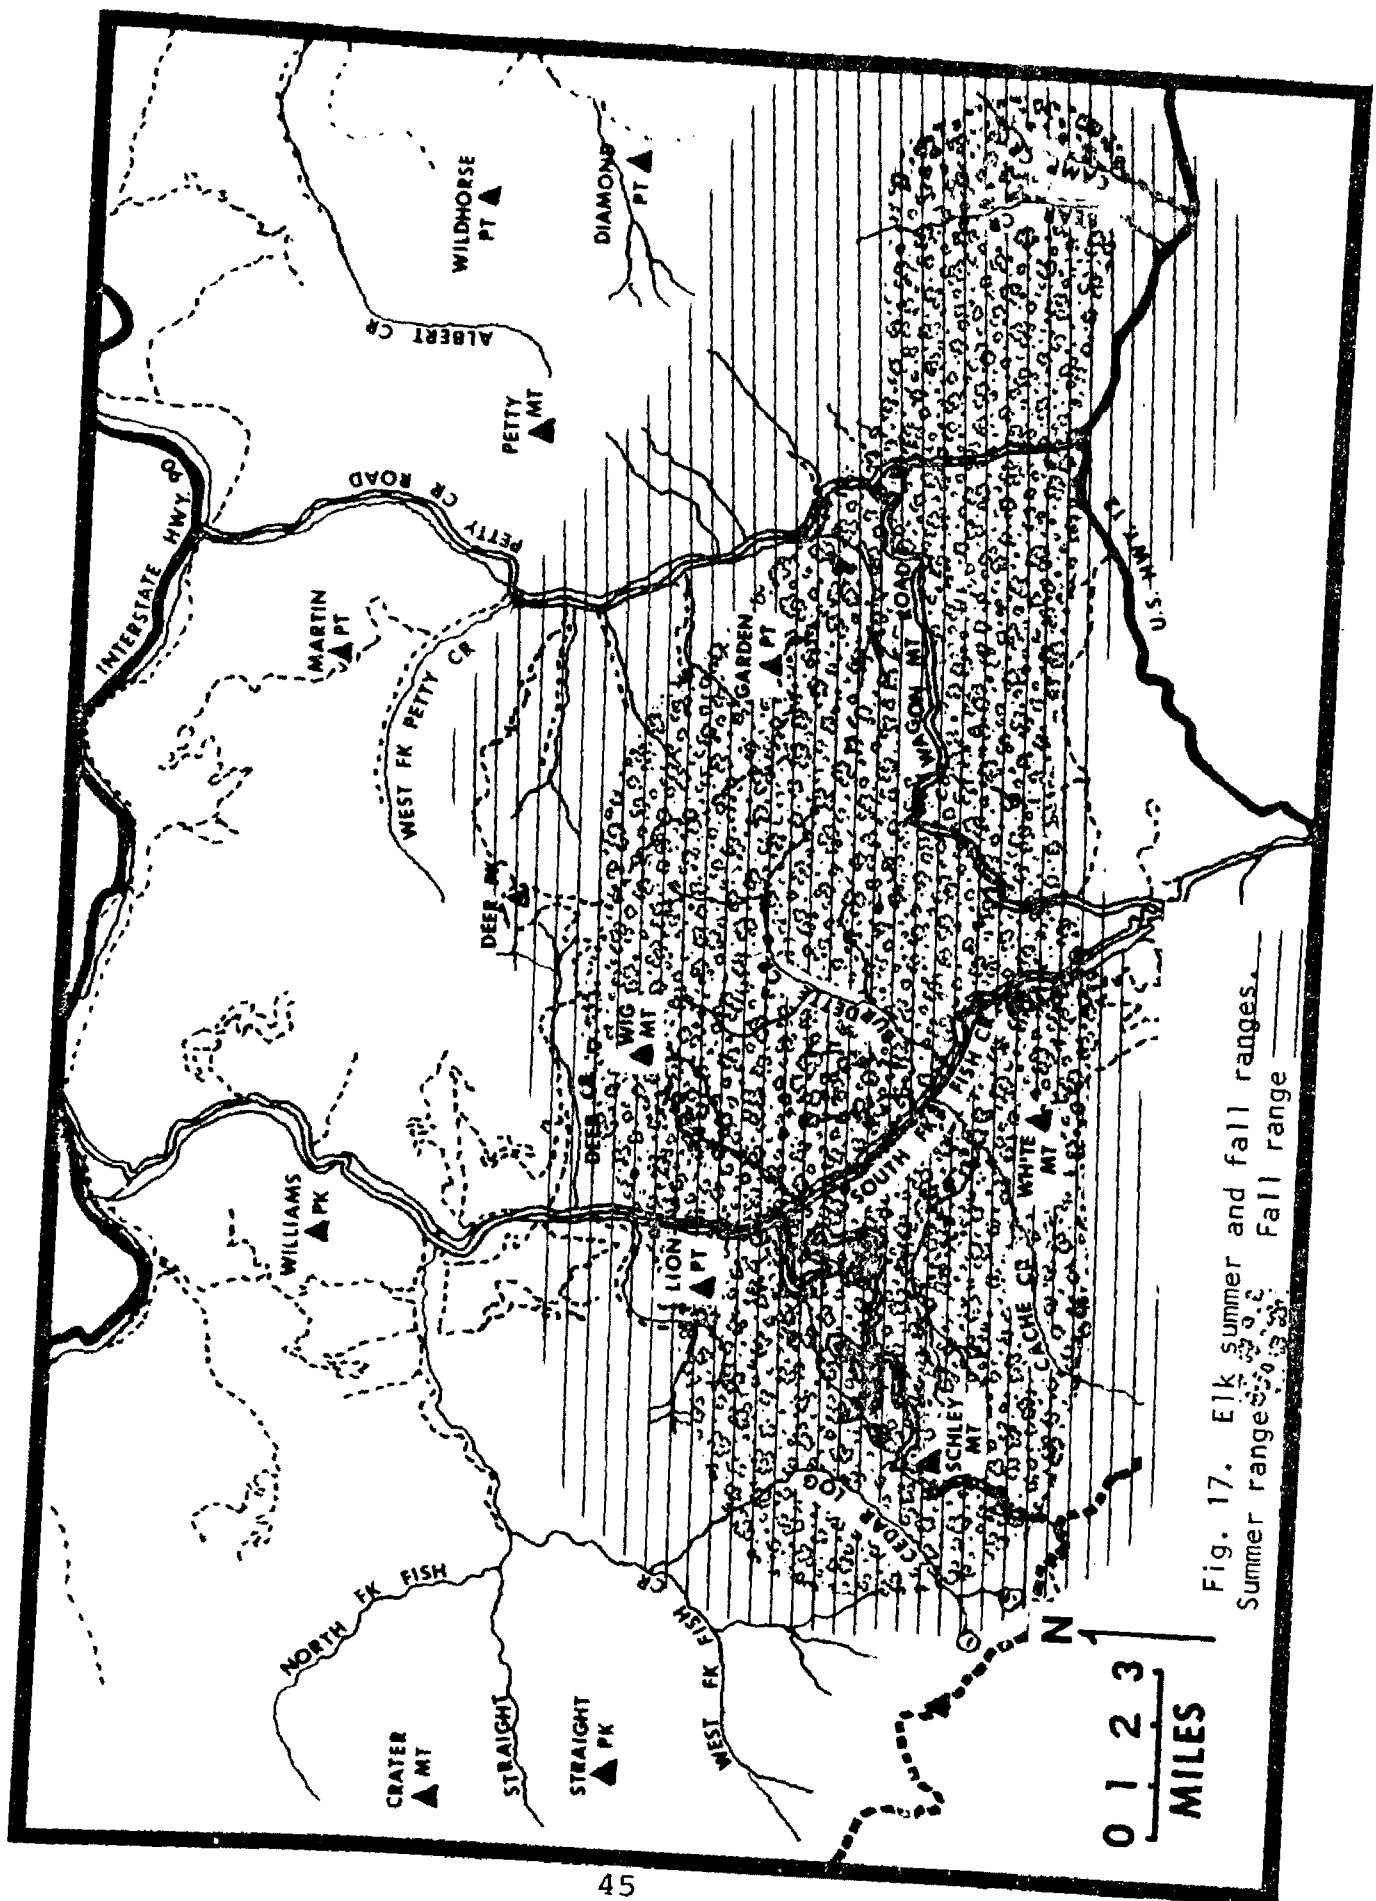 INTERSTATE HWY 90
PETTY CR ROAD
ALBERT CR
WILDHORSE
PT
DIAMOND
PT
PETTY
MT
MARTIN
PT
WEST FK PETTY CR
DEER PK
WILLIAMS
PK
DEER CR
WIG
MT
GARDEN
PT
WAGON MT ROAD
BURDETTE CR
SOUTH FK FISH CR
LION
PT
WHITE
MT
CACHE CR
SCHLEY
MT
CEDAR LOG
NORTH FK FISH
CRATER
MT
STRAIGHT
STRAIGHT
PK
WEST FK FISH CR
BEAR CR
CAMP CR
U.S. HWY. 12
N
0 1 2 3
MILES
Fig. 17. Elk summer and fall ranges.
Summer range Fall range
45